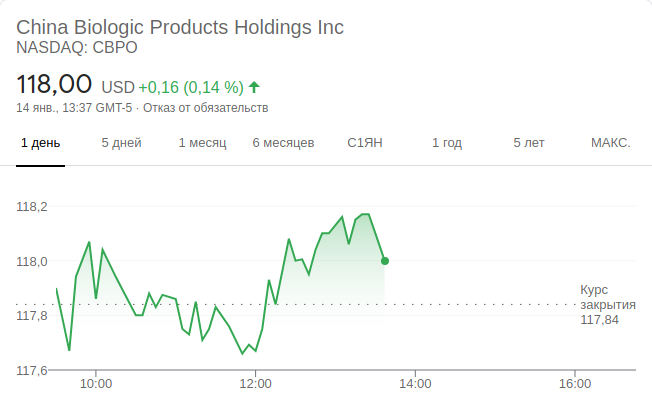 China Biologic Products Holdings Inc
NASDAQ: CBPO
118,00 USD +0,16 (0,14 %)
14 янв., 13:37 GMT-5 · Отказ от обязательств
1 день 5 дней 1 месяц 6 месяцев С1ЯН 1 год 5 лет МАКС.
118,2
118,0
117,8
117,6
Курс
закрытия
117,84
10:00 12:00 14:00 16:00